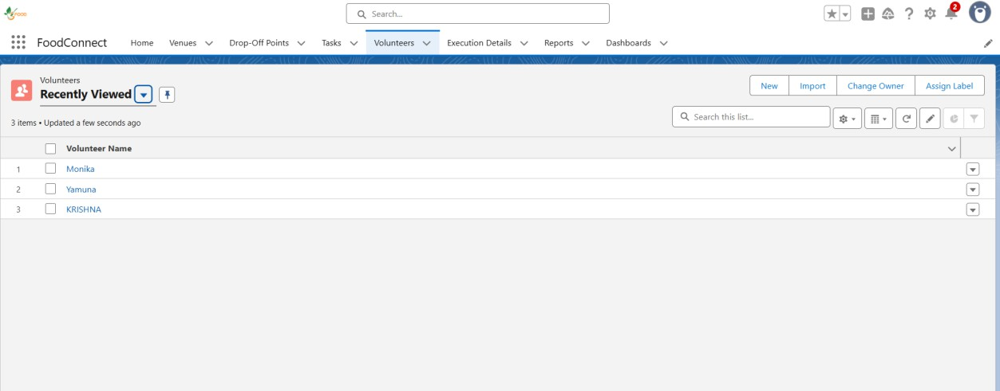 FOOD
Search...
2
FoodConnect Home Venues Drop-Off Points Tasks Volunteers Execution Details Reports Dashboards
Volunteers
Recently Viewed
New Import Change Owner Assign Label
3 items • Updated a few seconds ago
Search this list...
Volunteer Name
1 Monika
2 Yamuna
3 KRISHNA